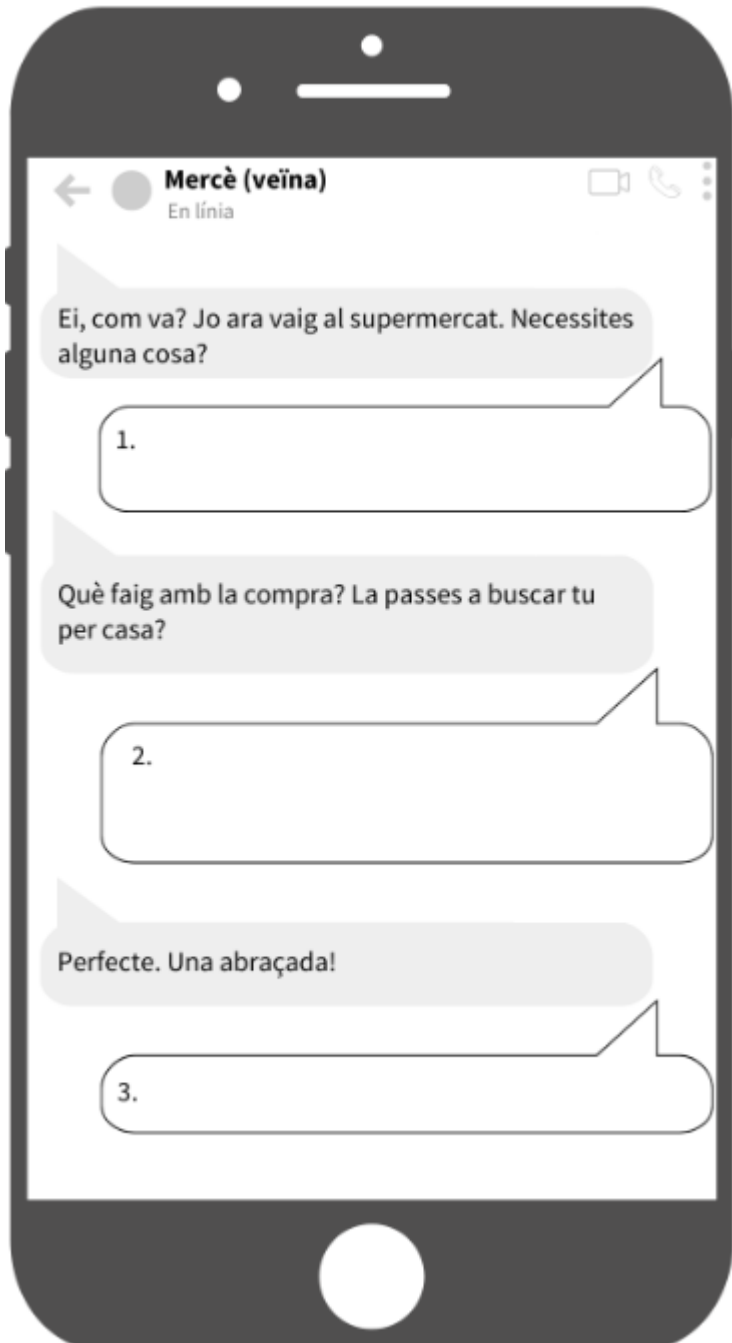 Mercè (veïna)
En línia
Ei, com va? Jo ara vaig al supermercat. Necessites
alguna cosa?
1.
Què faig amb la compra? La passes a buscar tu
per casa?
2.
Perfecte. Una abraçada!
3.